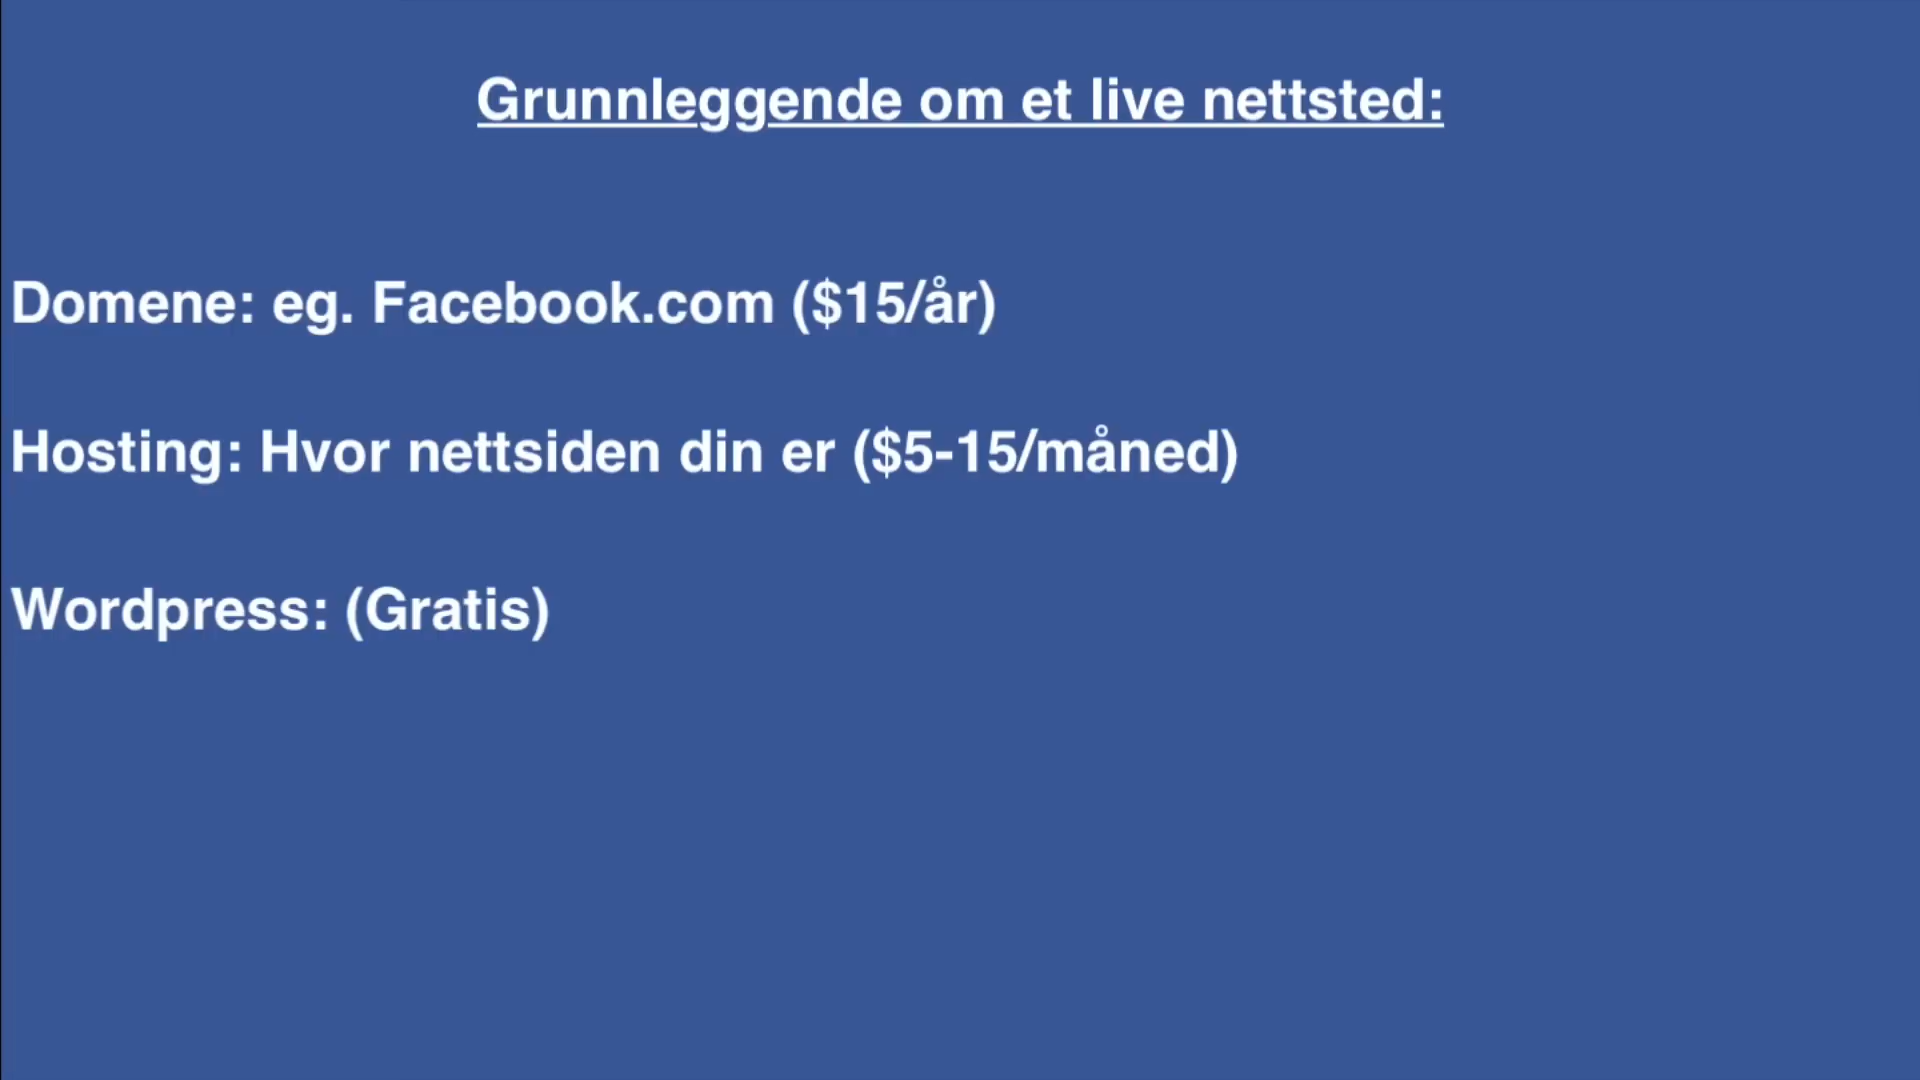 Grunnleggende om et live nettsted:
Domene: eg. Facebook.com ($15/år)
Hosting: Hvor nettsiden din er ($5-15/måned)
Wordpress: (Gratis)